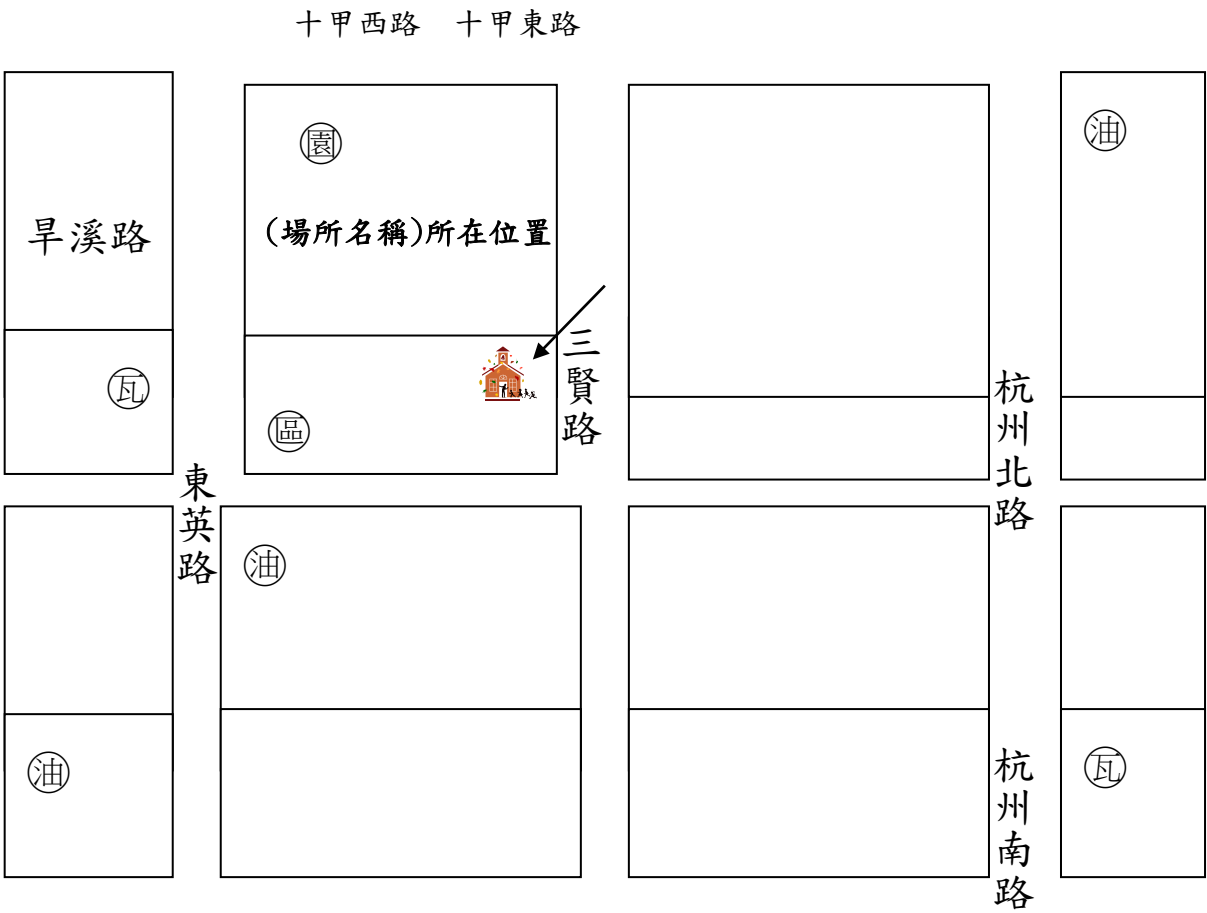 十甲西路 十甲東路
油
園
旱溪路
(場所名稱)所在位置
三賢路
瓦
杭州北路
區
東英路
油
油
杭州南路
瓦